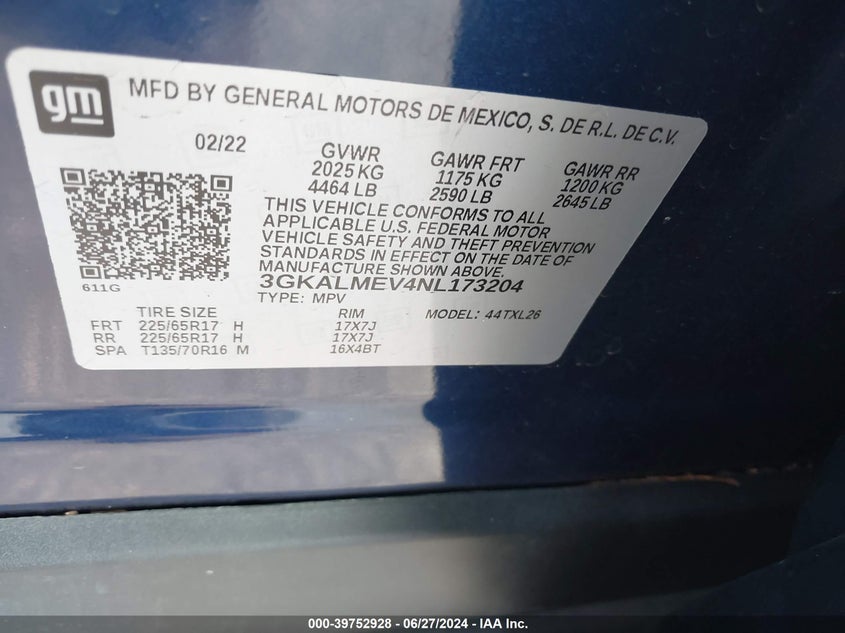 gm
MFD BY GENERAL MOTORS DE MEXICO, S. DE R.L. DE C.V.
02/22 GVWR GAWR FRT GAWR RR
2025 KG 1175 KG 1200 KG
4464 LB 2590 LB 2645 LB
THIS VEHICLE CONFORMS TO ALL
APPLICABLE U.S. FEDERAL MOTOR
VEHICLE SAFETY AND THEFT PREVENTION
STANDARDS IN EFFECT ON THE DATE OF
MANUFACTURE SHOWN ABOVE.
611G
3GKALMEV4NL173204
TYPE: MPV
TIRE SIZE RIM MODEL: 44TXL26
FRT 225/65R17 H 17X7J
RR 225/65R17 H 17X7J
SPA T135/70R16 M 16X4BT
000-39752928 - 06/27/2024 - IAA Inc.